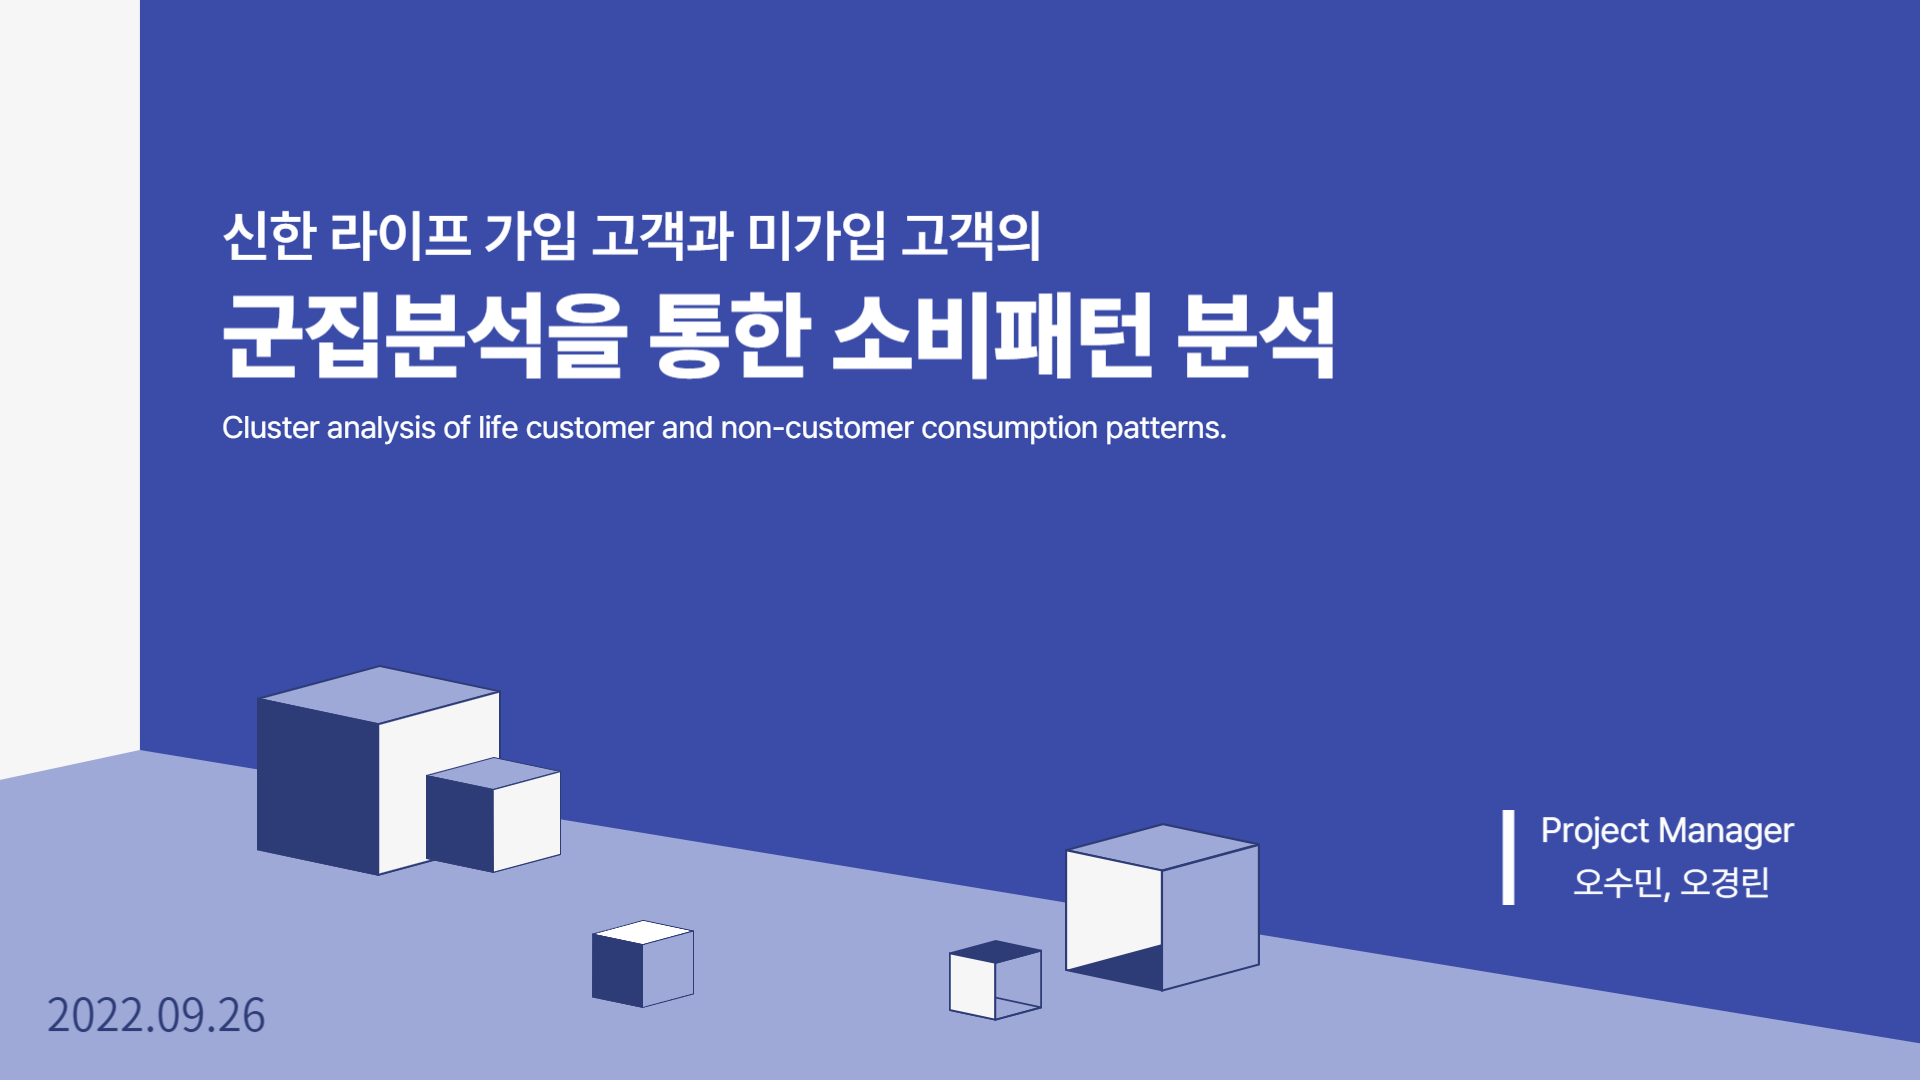 신한 라이프 가입 고객과 미가입 고객의
군집분석을 통한 소비패턴 분석
Cluster analysis of life customer and non-customer consumption patterns.
Project Manager
오수민, 오경린
2022.09.26